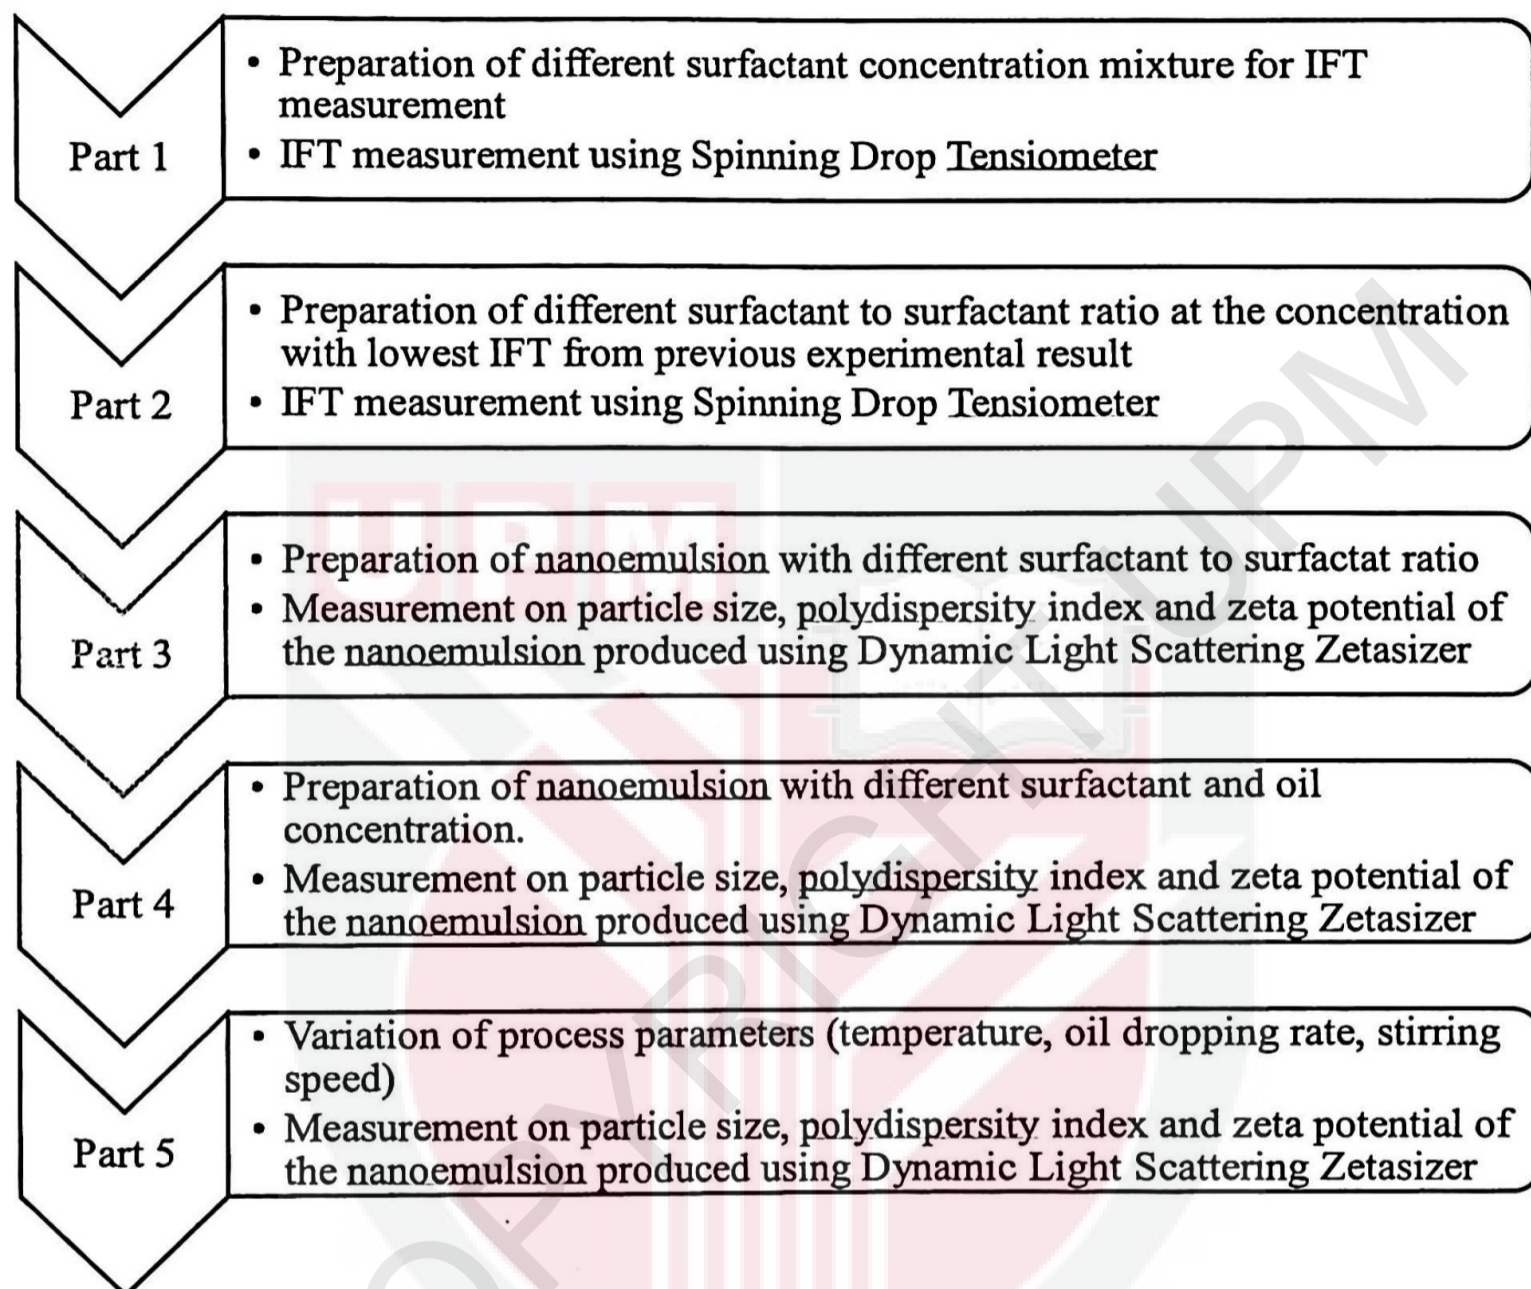 Part 1
• Preparation of different surfactant concentration mixture for IFT
measurement
• IFT measurement using Spinning Drop Tensiometer
Part 2
• Preparation of different surfactant to surfactant ratio at the concentration
with lowest IFT from previous experimental result
• IFT measurement using Spinning Drop Tensiometer
Part 3
• Preparation of nanoemulsion with different surfactant to surfactat ratio
• Measurement on particle size, polydispersity index and zeta potential of
the nanoemulsion produced using Dynamic Light Scattering Zetasizer
Part 4
• Preparation of nanoemulsion with different surfactant and oil
concentration.
• Measurement on particle size, polydispersity index and zeta potential of
the nanoemulsion produced using Dynamic Light Scattering Zetasizer
Part 5
• Variation of process parameters (temperature, oil dropping rate, stirring
speed)
• Measurement on particle size, polydispersity index and zeta potential of
the nanoemulsion produced using Dynamic Light Scattering Zetasizer
UPM
OPYRIGHT UPM